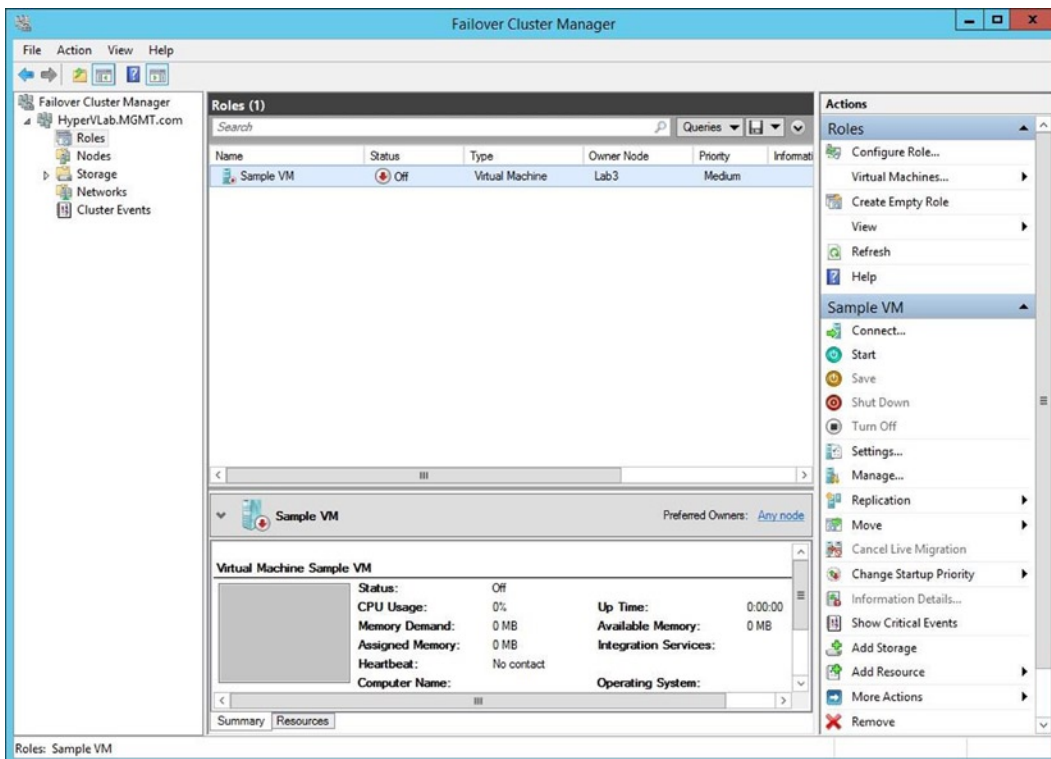 Failover Cluster Manager
File Action View Help
Failover Cluster Manager
HyperVLab.MGMT.com
Roles
Nodes
Storage
Networks
Cluster Events
Roles (1)
Search
Queries
Name Status Type Owner Node Priority Informati
Sample VM Off Virtual Machine Lab3 Medium
Sample VM
Preferred Owners: Any node
Virtual Machine Sample VM
Status: Off
CPU Usage: 0% Up Time: 0:00:00
Memory Demand: 0 MB Available Memory: 0 MB
Assigned Memory: 0 MB Integration Services:
Heartbeat: No contact
Computer Name: Operating System:
Summary Resources
Actions
Roles
Configure Role...
Virtual Machines...
Create Empty Role
View
Refresh
Help
Sample VM
Connect...
Start
Save
Shut Down
Turn Off
Settings...
Manage...
Replication
Move
Cancel Live Migration
Change Startup Priority
Information Details...
Show Critical Events
Add Storage
Add Resource
More Actions
Remove
Roles: Sample VM